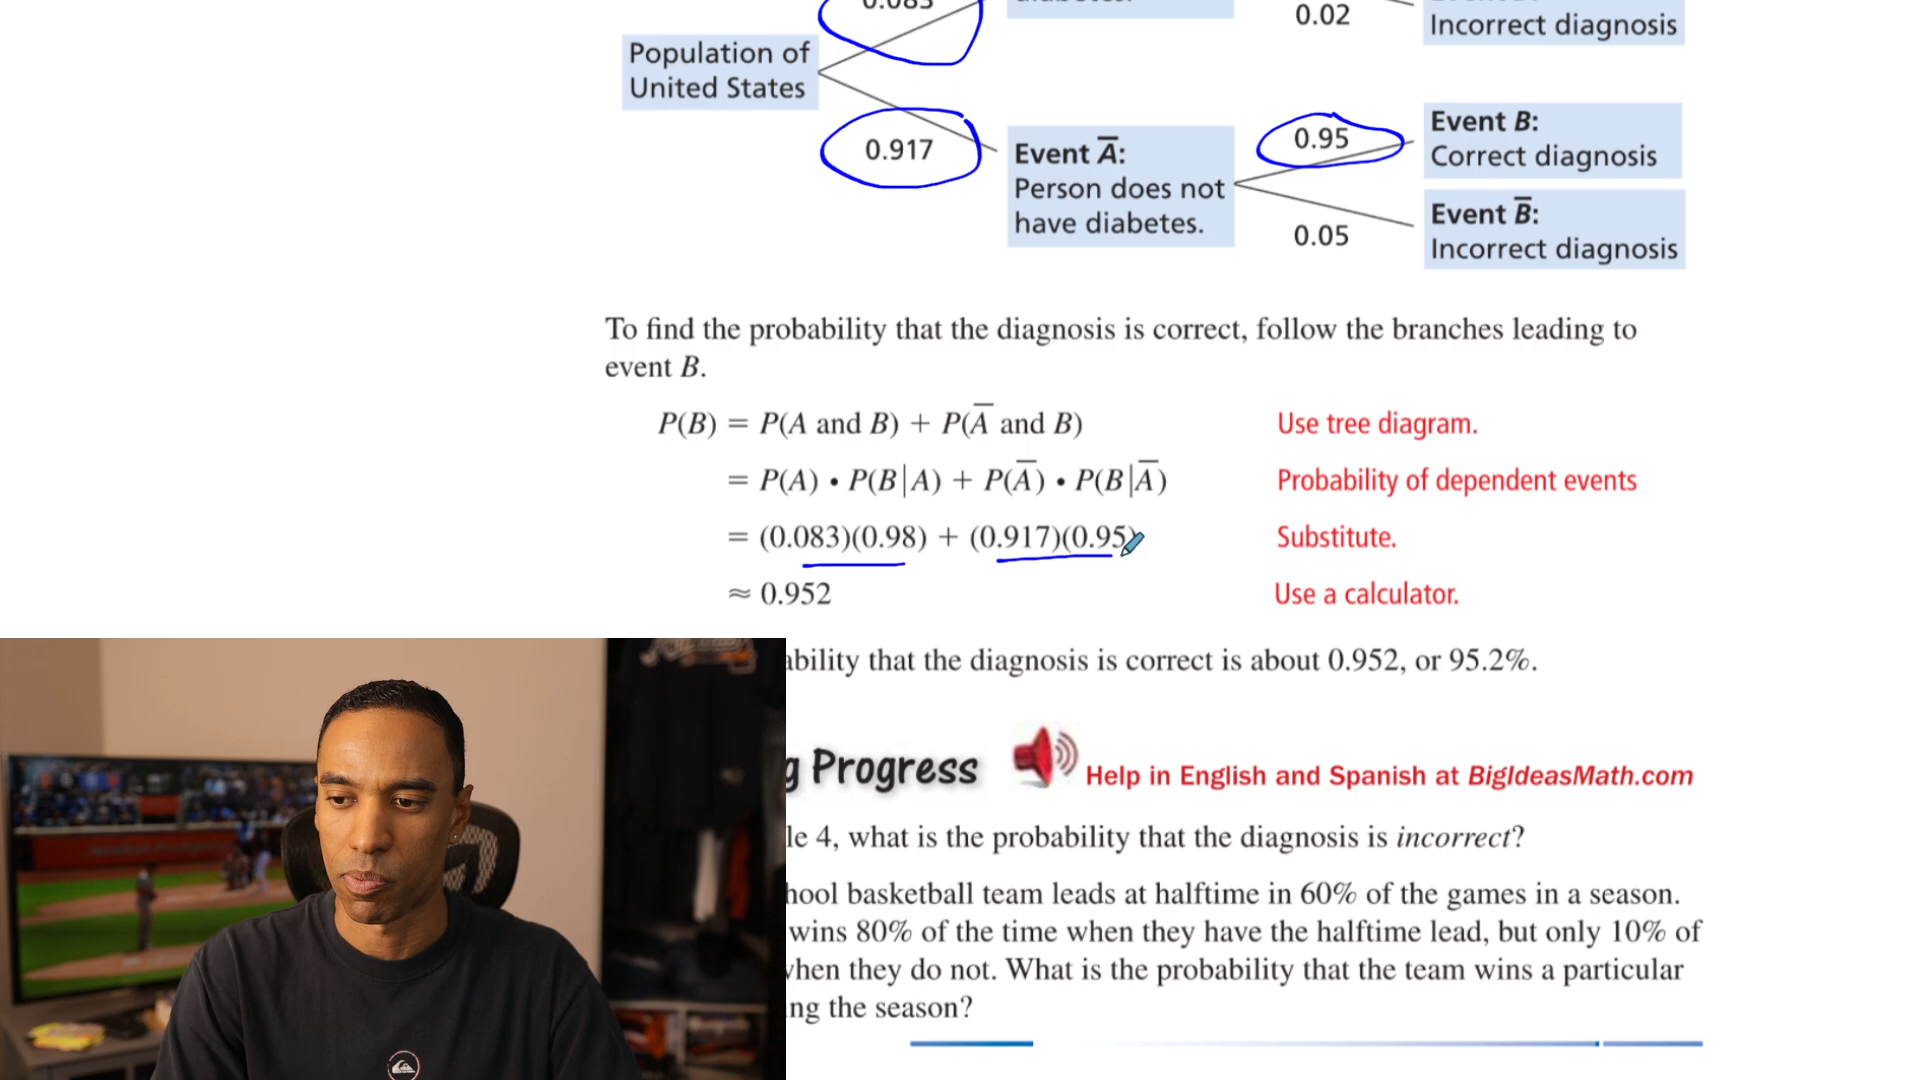 0.083
diabetes.
0.02
Incorrect diagnosis
Population of
United States
0.917
Event A̅:
Person does not
have diabetes.
0.95
Event B:
Correct diagnosis
0.05
Event B̅:
Incorrect diagnosis
To find the probability that the diagnosis is correct, follow the branches leading to
event B.
P(B) = P(A and B) + P(A̅ and B) Use tree diagram.
= P(A) • P(B|A) + P(A̅) • P(B|A̅) Probability of dependent events
= (0.083)(0.98) + (0.917)(0.95) Substitute.
≈ 0.952 Use a calculator.
ability that the diagnosis is correct is about 0.952, or 95.2%.
g Progress
Help in English and Spanish at BigIdeasMath.com
le 4, what is the probability that the diagnosis is incorrect?
hool basketball team leads at halftime in 60% of the games in a season.
wins 80% of the time when they have the halftime lead, but only 10% of
when they do not. What is the probability that the team wins a particular
ng the season?